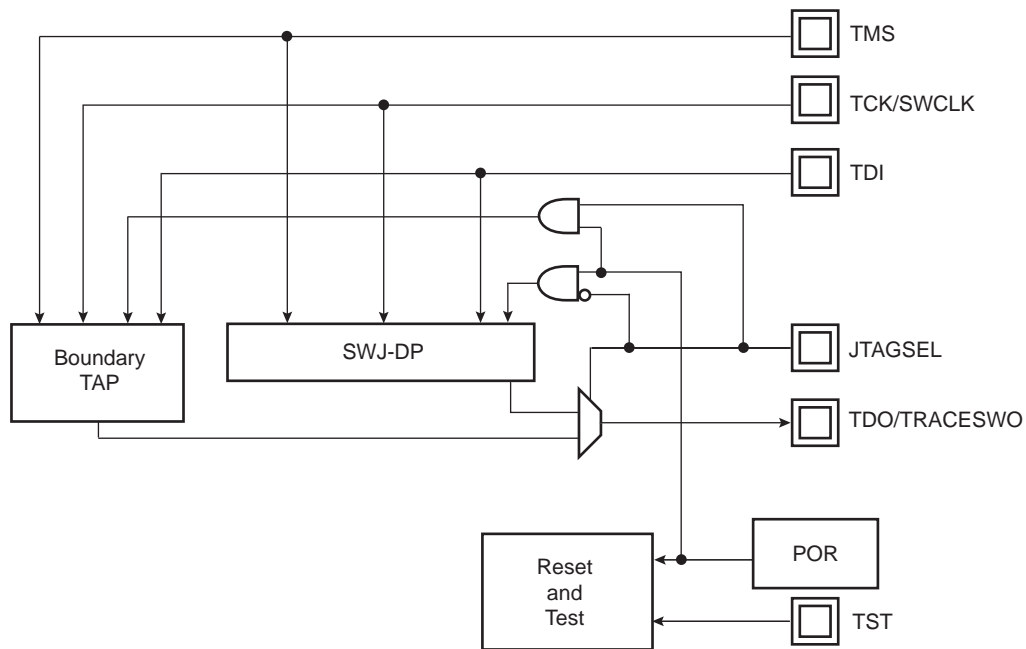 TMS
TCK/SWCLK
TDI
Boundary
TAP
SWJ-DP
JTAGSEL
TDO/TRACESWO
Reset
and
Test
POR
TST